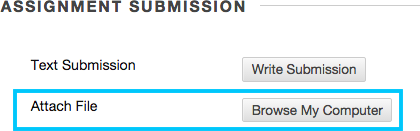 ASSIGNMENT SUBMISSION
Text Submission Write Submission
Attach File Browse My Computer